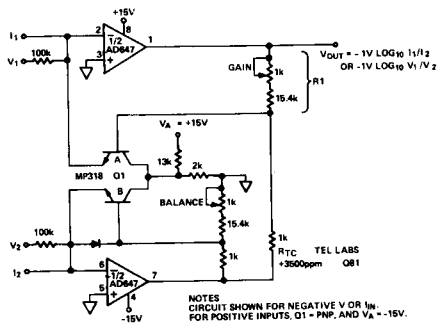 +15V
I1
100k
V1
2
8
1/2
AD647
3
1
VOUT = -1V LOG10 I1/I2
OR -1V LOG10 V1/V2
GAIN
1k
R1
15.4k
VA = +15V
A
13k
2k
MP318 Q1
B
1k
BALANCE
15.4k
100k
V2
1k
1k
RTC TEL LABS
+3500ppm Q81
I2
6
1/2
AD647
5
4
7
-15V
NOTES
CIRCUIT SHOWN FOR NEGATIVE V OR IIN.
FOR POSITIVE INPUTS, Q1 = PNP, AND VA = -15V.